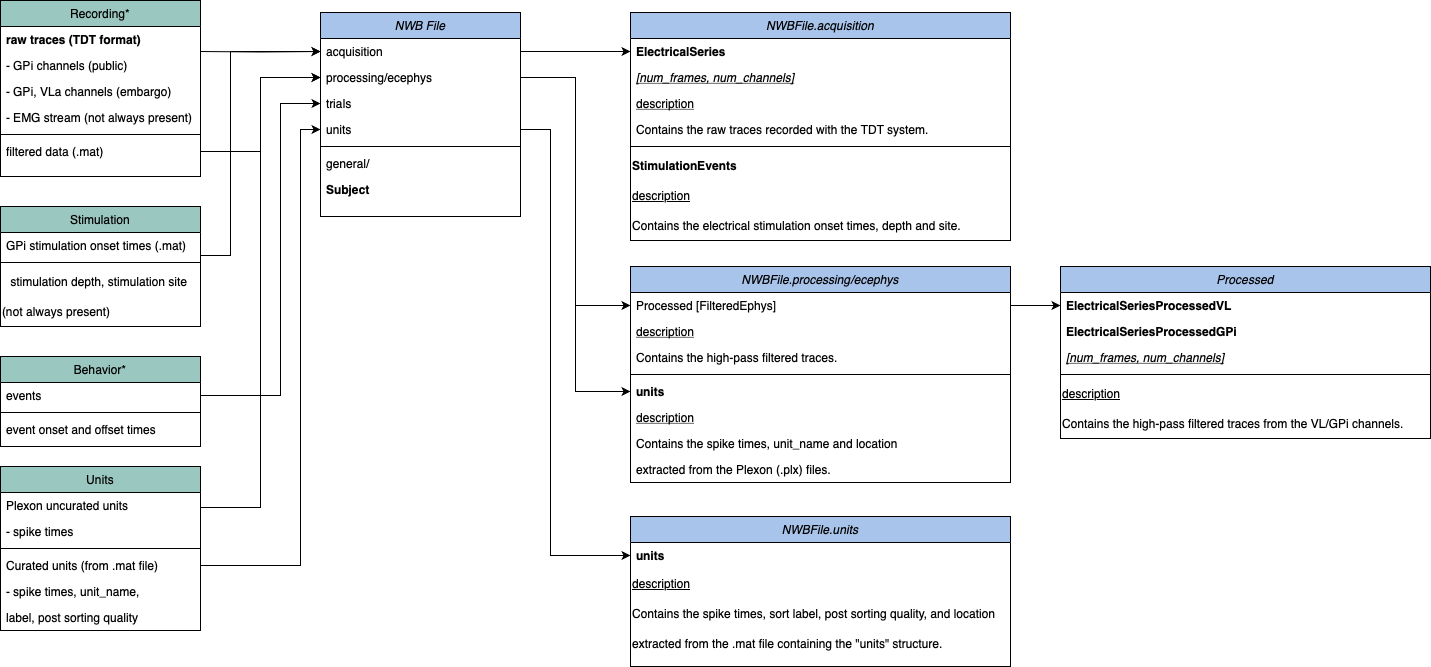 Recording*
raw traces (TDT format)
- GPi channels (public)
- GPi, VLa channels (embargo)
- EMG stream (not always present)
filtered data (.mat)
Stimulation
GPi stimulation onset times (.mat)
stimulation depth, stimulation site
(not always present)
Behavior*
events
event onset and offset times
Units
Plexon uncurated units
- spike times
Curated units (from .mat file)
- spike times, unit_name,
label, post sorting quality
NWB File
acquisition
processing/ecephys
trials
units
general/
Subject
NWBFile.acquisition
ElectricalSeries
[num_frames, num_channels]
description
Contains the raw traces recorded with the TDT system.
StimulationEvents
description
Contains the electrical stimulation onset times, depth and site.
NWBFile.processing/ecephys
Processed [FilteredEphys]
description
Contains the high-pass filtered traces.
units
description
Contains the spike times, unit_name and location
extracted from the Plexon (.plx) files.
Processed
ElectricalSeriesProcessedVL
ElectricalSeriesProcessedGPi
[num_frames, num_channels]
description
Contains the high-pass filtered traces from the VL/GPi channels.
NWBFile.units
units
description
Contains the spike times, sort label, post sorting quality, and location
extracted from the .mat file containing the "units" structure.